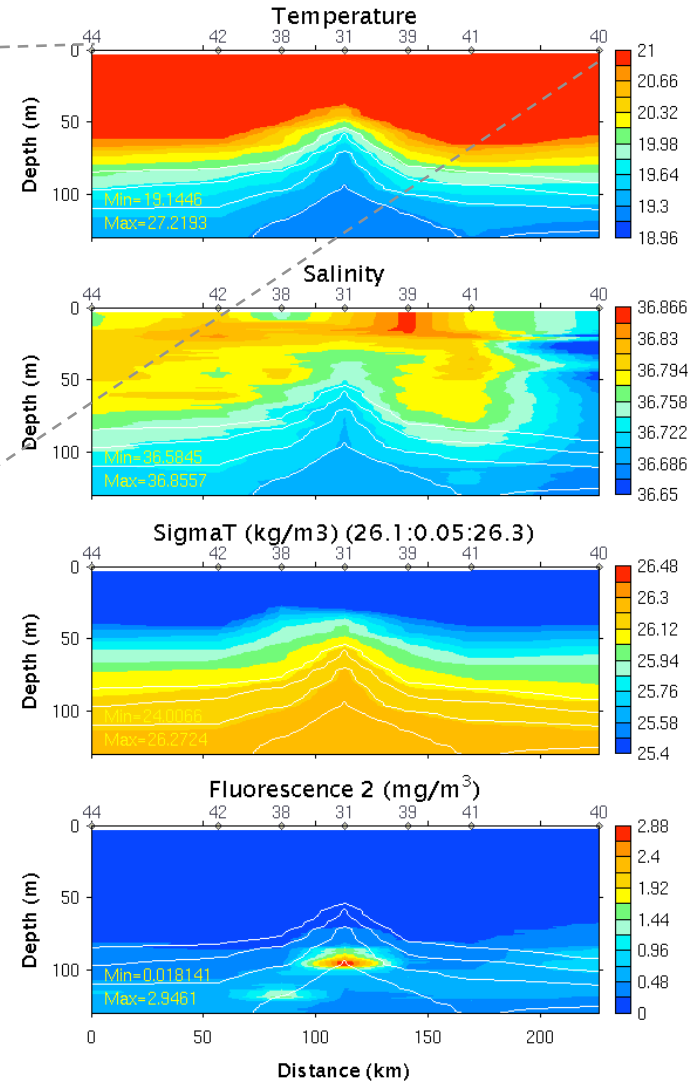 Temperature
44 42 38 31 39 41 40
0
50
100
Depth (m)
Min=19.1446
Max=27.2193
21
20.66
20.32
19.98
19.64
19.3
18.96
Salinity
44 42 38 31 39 41 40
0
50
100
Depth (m)
Min=36.5845
Max=36.8557
36.866
36.83
36.794
36.758
36.722
36.686
36.65
SigmaT (kg/m3) (26.1:0.05:26.3)
44 42 38 31 39 41 40
0
50
100
Depth (m)
Min=24.0066
Max=26.2724
26.48
26.3
26.12
25.94
25.76
25.58
25.4
Fluorescence 2 (mg/m³)
44 42 38 31 39 41 40
0
50
100
Depth (m)
Min=0.018141
Max=2.9461
2.88
2.4
1.92
1.44
0.96
0.48
0
0 50 100 150 200
Distance (km)